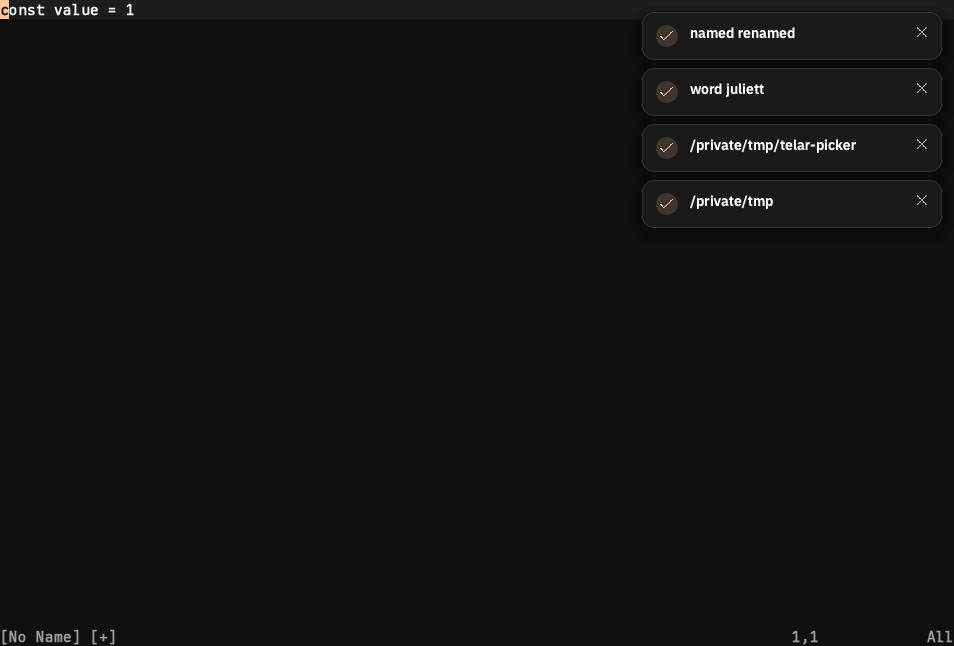 const value = 1
named renamed
word juliett
/private/tmp/telar-picker
/private/tmp
[No Name] [+] 1,1 All